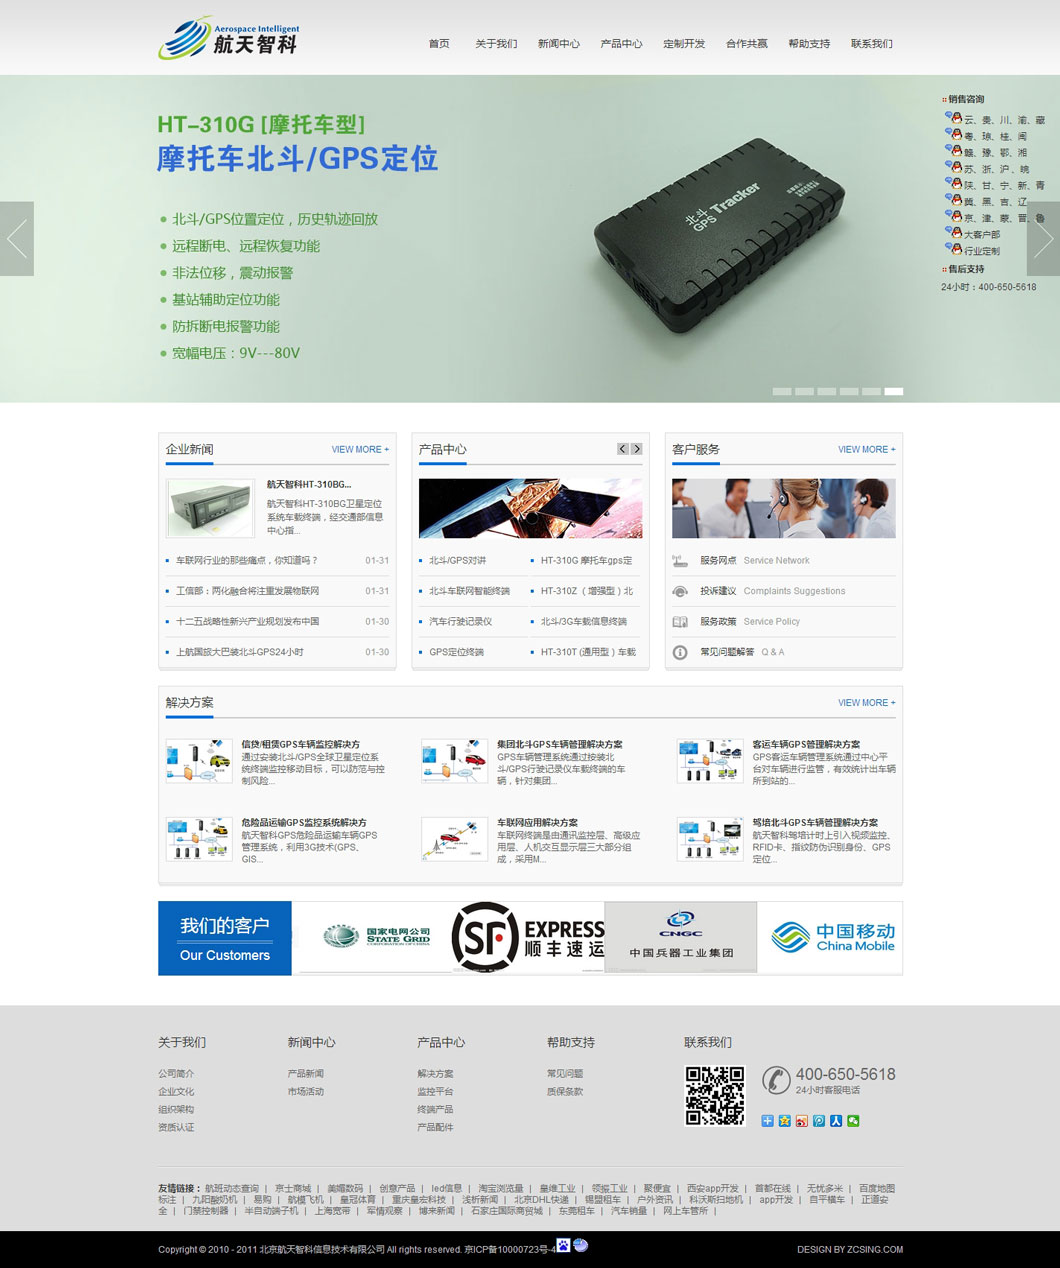 Aerospace Intelligent
航天智科
首页 关于我们 新闻中心 产品中心 定制开发 合作共赢 帮助支持 联系我们
HT-310G [摩托车型]
摩托车北斗/GPS定位
北斗/GPS位置定位，历史轨迹回放
远程断电、远程恢复功能
非法位移，震动报警
基站辅助定位功能
防拆断电报警功能
宽幅电压：9V---80V
北斗
GPS Tracker
销售咨询
云、贵、川、渝、藏
粤、琼、桂、闽
赣、豫、鄂、湘
苏、浙、沪、皖
陕、甘、宁、新、青
冀、黑、吉、辽
京、津、蒙、晋、鲁
大客户部
行业定制
售后支持
24小时：400-650-5618
企业新闻 VIEW MORE +
航天智科HT-310BG...
航天智科HT-310BG卫星定位
系统车载终端，经交通部信息
中心指...
车联网行业的那些痛点，你知道吗？ 01-31
工信部：两化融合将注重发展物联网 01-31
十二五战略性新兴产业规划发布中国 01-30
上航国旅大巴装北斗GPS24小时 01-30
产品中心
北斗/GPS对讲 HT-310G 摩托车gps定
北斗车联网智能终端 HT-310Z（增强型）北
汽车行驶记录仪 北斗/3G车载信息终端
GPS定位终端 HT-310T (通用型）车载
客户服务 VIEW MORE +
服务网点 Service Network
投诉建议 Complaints Suggestions
服务政策 Service Policy
常见问题解答 Q & A
解决方案 VIEW MORE +
信贷/租赁GPS车辆监控解决方
通过安装北斗/GPS全球卫星定位系
统终端监控移动目标，可以防范与控
制风险...
集团北斗GPS车辆管理解决方案
GPS车辆管理系统通过按装北
斗/GPS行驶记录仪车载终端的车
辆，针对集团...
客运车辆GPS管理解决方案
GPS客运车辆管理系统通过中心平
台对车辆进行监管，有效统计出车辆
所到站的...
危险品运输GPS监控系统解决方
航天智科GPS危险品运输车辆GPS
管理系统，利用3G技术(GPS、
GIS...
车联网应用解决方案
车联网终端是由通讯监控层、高级应
用层、人机交互显示层三大部分组
成，采用M...
驾培北斗GPS车辆管理解决方案
航天智科驾培计时上引入视频监控、
RFID卡、指纹防伪识别身份、GPS
定位...
我们的客户
Our Customers
国家电网公司
STATE GRID
CORPORATION OF CHINA
SF EXPRESS
顺丰速运
CNGC
中国兵器工业集团
中国移动
China Mobile
关于我们 新闻中心 产品中心 帮助支持 联系我们
公司简介 产品新闻 解决方案 常见问题
企业文化 市场活动 监控平台 质保条款
组织架构 终端产品
资质认证 产品配件
400-650-5618
24小时客服电话
友情链接： 航班动态查询 | 京士商城 | 美媚数码 | 创意产品 | led信息 | 淘宝浏览量 | 皇维工业 | 领振工业 | 聚便宜 | 西安app开发 | 首都在线 | 无忧多米 | 百度地图
标注 | 九阳酸奶机 | 易购 | 航模飞机 | 皇冠体育 | 重庆皇安科技 | 浅析新闻 | 北京DHL快递 | 锡盟租车 | 户外资讯 | 科沃斯扫地机 | app开发 | 自平横车 | 正道安
全 | 门禁控制器 | 半自动端子机 | 上海宽带 | 军情观察 | 博来新闻 | 石家庄国际商贸城 | 东莞租车 | 汽车销量 | 网上车管所 |
Copyright © 2010 - 2011 北京航天智科信息技术有限公司 All rights reserved. 京ICP备10000723号-4 DESIGN BY ZCSING.COM